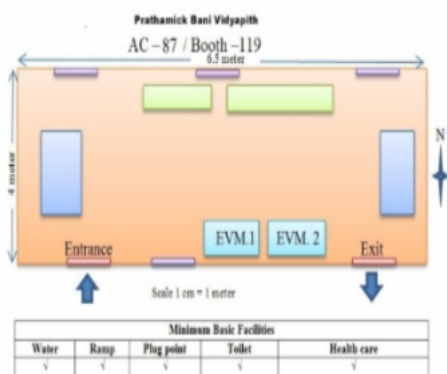 Prathamick Bani Vidyapith
AC – 87 / Booth –119
6.5 meter
4 meter
N
EVM.1 EVM. 2
Entrance Exit
Scale 1 cm = 1 meter
Minimum Basic Facilities
Water Ramp Plug point Toilet Health care
√ √ √ √ √